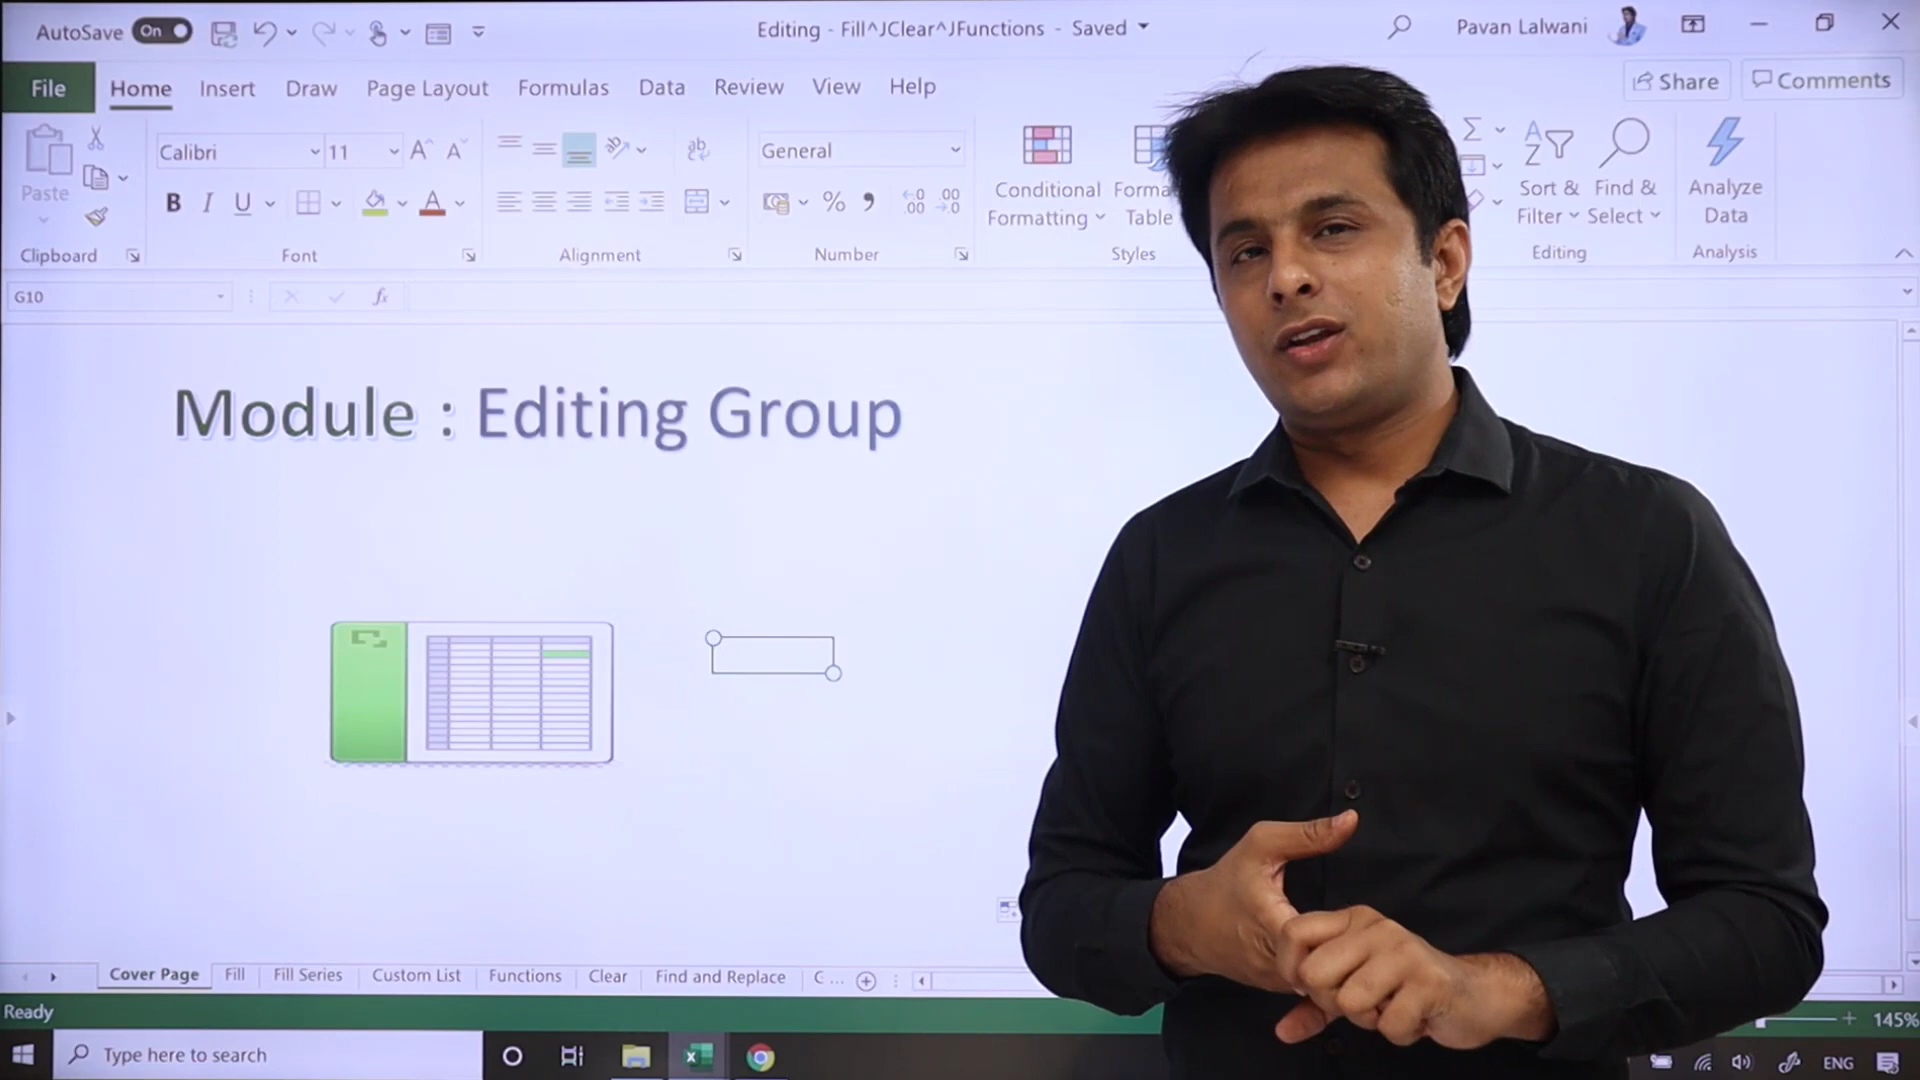 AutoSave On Editing - Fill^JClear^JFunctions - Saved Pavan Lalwani
File Home Insert Draw Page Layout Formulas Data Review View Help Share Comments
Paste Calibri 11 A A ab General Conditional Formatting Table Sort & Filter Find & Select Analyze Data
B I U A % 
Clipboard Font Alignment Number Styles Editing Analysis
G10 fx
Module : Editing Group
Cover Page Fill Fill Series Custom List Functions Clear Find and Replace
Ready 145%
Type here to search ENG